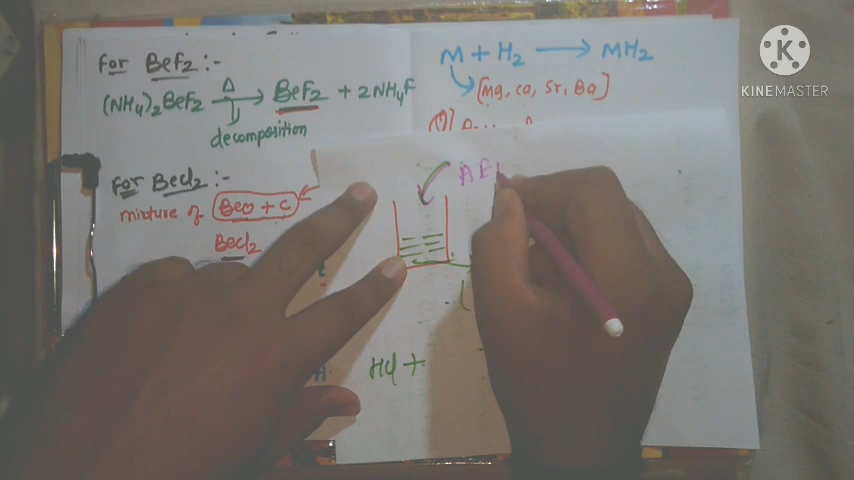 For BeF2:-
(NH4)2BeF2 Δ→ BeF2 + 2NH4F
decomposition
For BeCl2:-
mixture of BeO + C
BeCl2
M + H2 → MH2
[Mg, Ca, Sr, Ba]
AE
HCl +
K
KINEMASTER